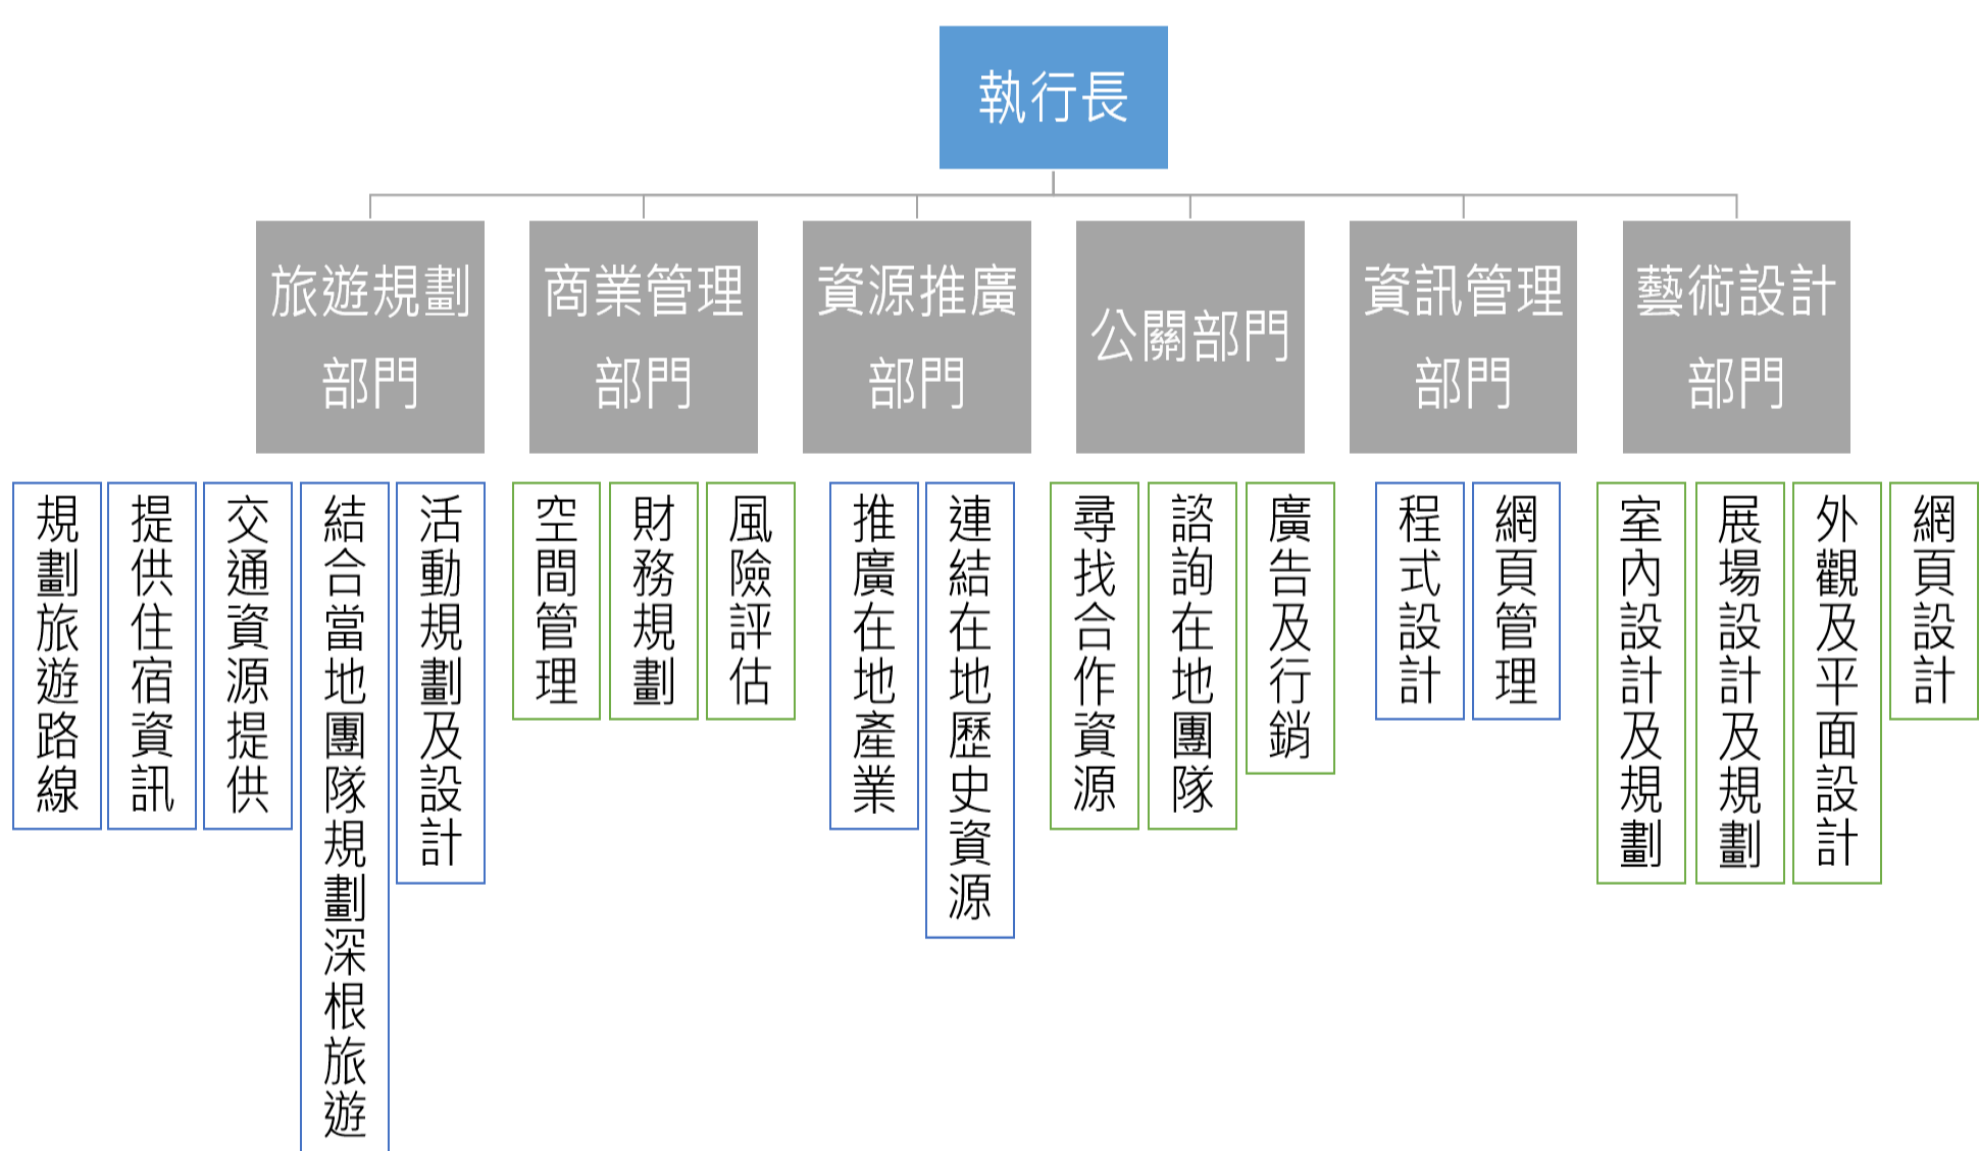 執行長
旅遊規劃
部門
商業管理
部門
資源推廣
部門
公關部門
資訊管理
部門
藝術設計
部門
規劃旅遊路線
提供住宿資訊
交通資源提供
結合當地團隊規劃深根旅遊
活動規劃及設計
空間管理
財務規劃
風險評估
推廣在地產業
連結在地歷史資源
尋找合作資源
諮詢在地團隊
廣告及行銷
程式設計
網頁管理
室內設計及規劃
展場設計及規劃
外觀及平面設計
網頁設計